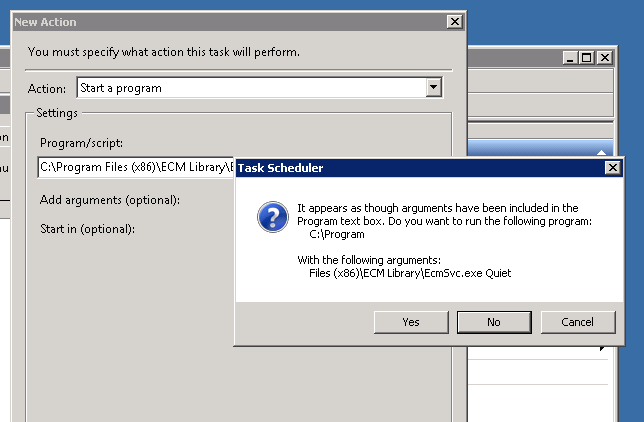 New Action
You must specify what action this task will perform.
Action: Start a program
Settings
Program/script:
C:\Program Files (x86)\ECM Library\E
Add arguments (optional):
Start in (optional):
Task Scheduler
It appears as though arguments have been included in the
Program text box. Do you want to run the following program:
C:\Program
With the following arguments:
Files (x86)\ECM Library\EcmSvc.exe Quiet
Yes No Cancel
on
nu